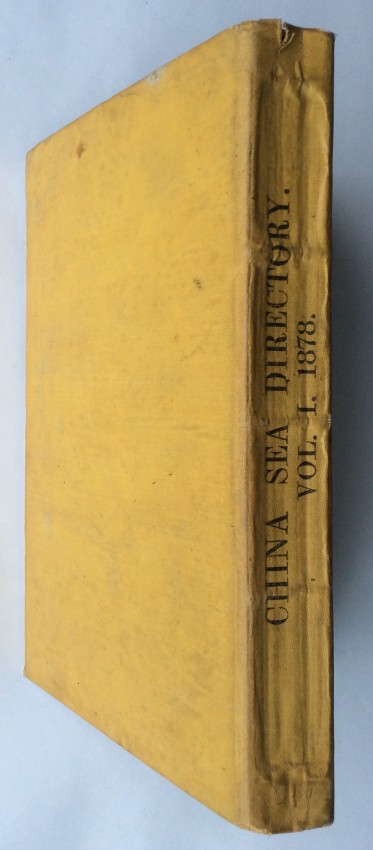 CHINA SEA DIRECTORY.
VOL. I. 1878.